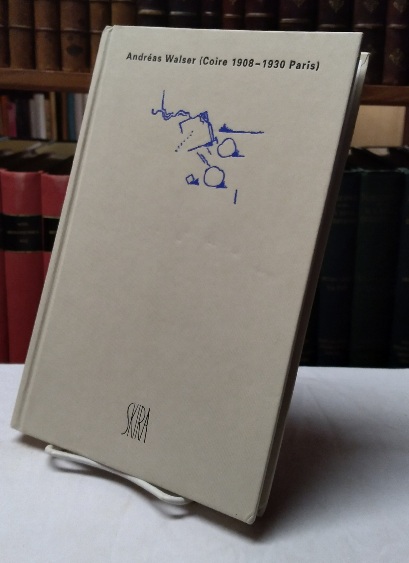 Andréas Walser (Coire 1908–1930 Paris)
SKIRA